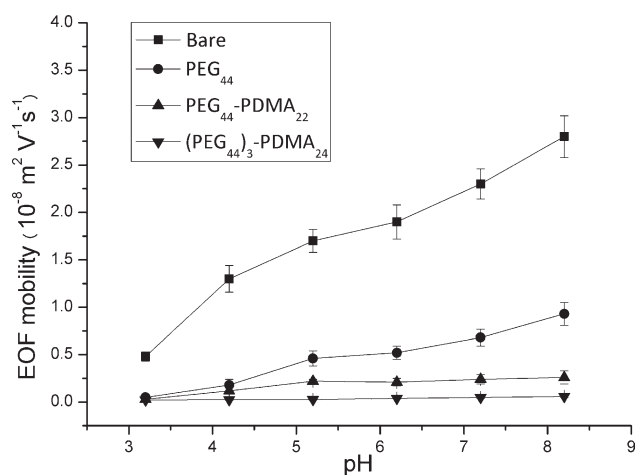 4.0
3.5
3.0
2.5
2.0
1.5
1.0
0.5
0.0
EOF mobility (10⁻⁸ m² V⁻¹s⁻¹)
Bare
PEG₄₄
PEG₄₄-PDMA₂₂
(PEG₄₄)₃-PDMA₂₄
3 4 5 6 7 8 9
pH